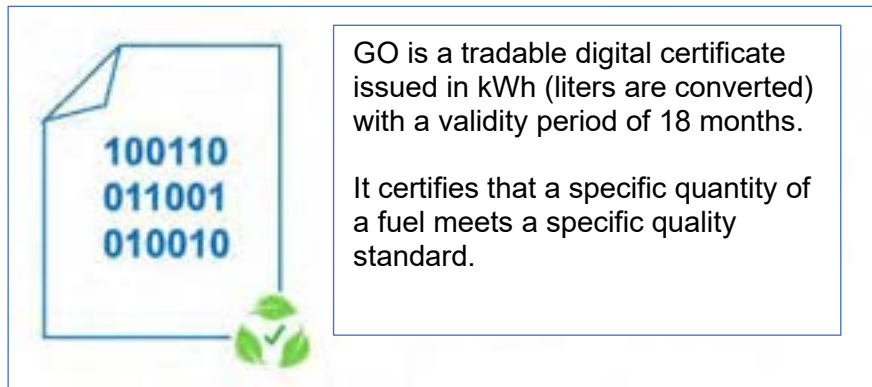 100110
011001
010010
GO is a tradable digital certificate
issued in kWh (liters are converted)
with a validity period of 18 months.
It certifies that a specific quantity of
a fuel meets a specific quality
standard.